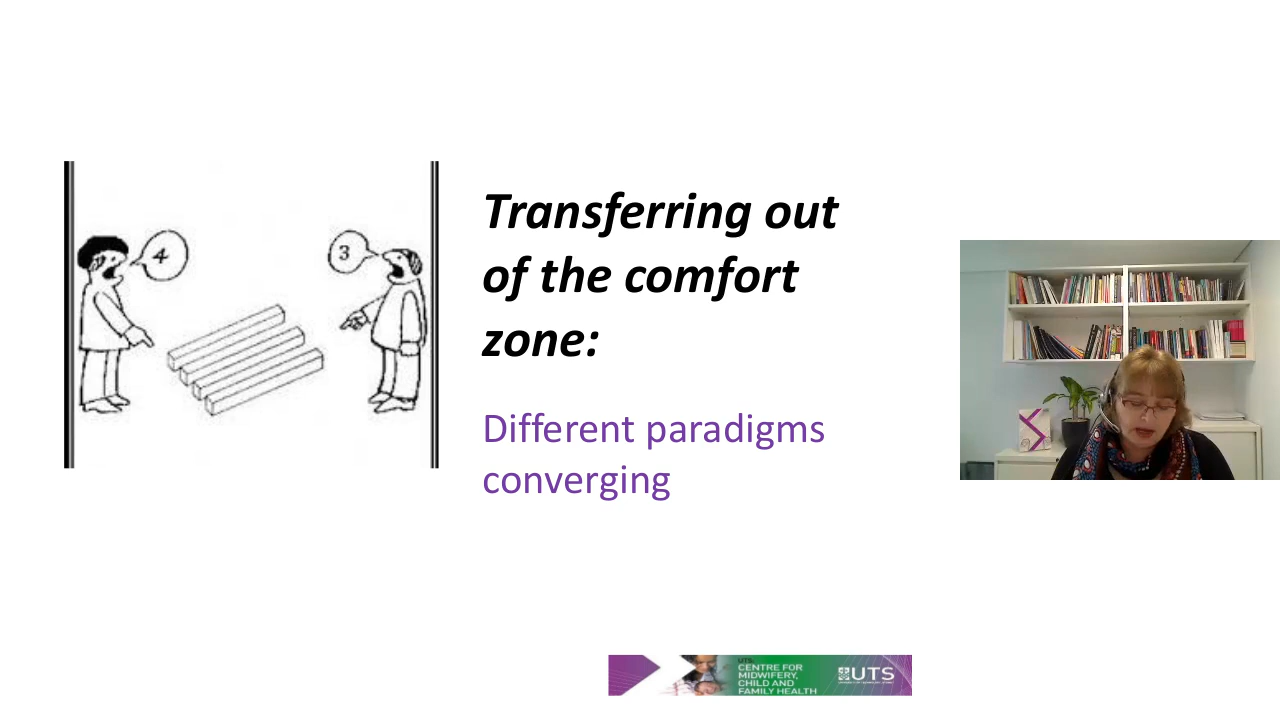 4
3
Transferring out
of the comfort
zone:
Different paradigms
converging
UTS
CENTRE FOR
MIDWIFERY,
CHILD AND
FAMILY HEALTH
UTS